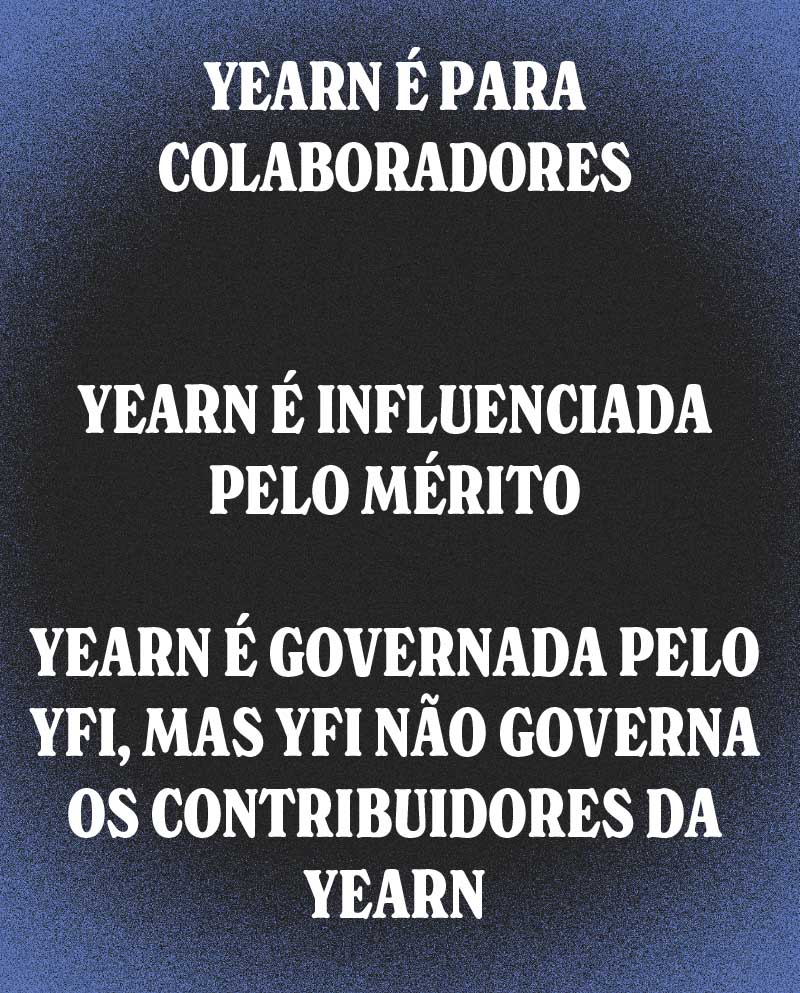 YEARN É PARA
COLABORADORES
YEARN É INFLUENCIADA
PELO MÉRITO
YEARN É GOVERNADA PELO
YFI, MAS YFI NÃO GOVERNA
OS CONTRIBUIDORES DA
YEARN